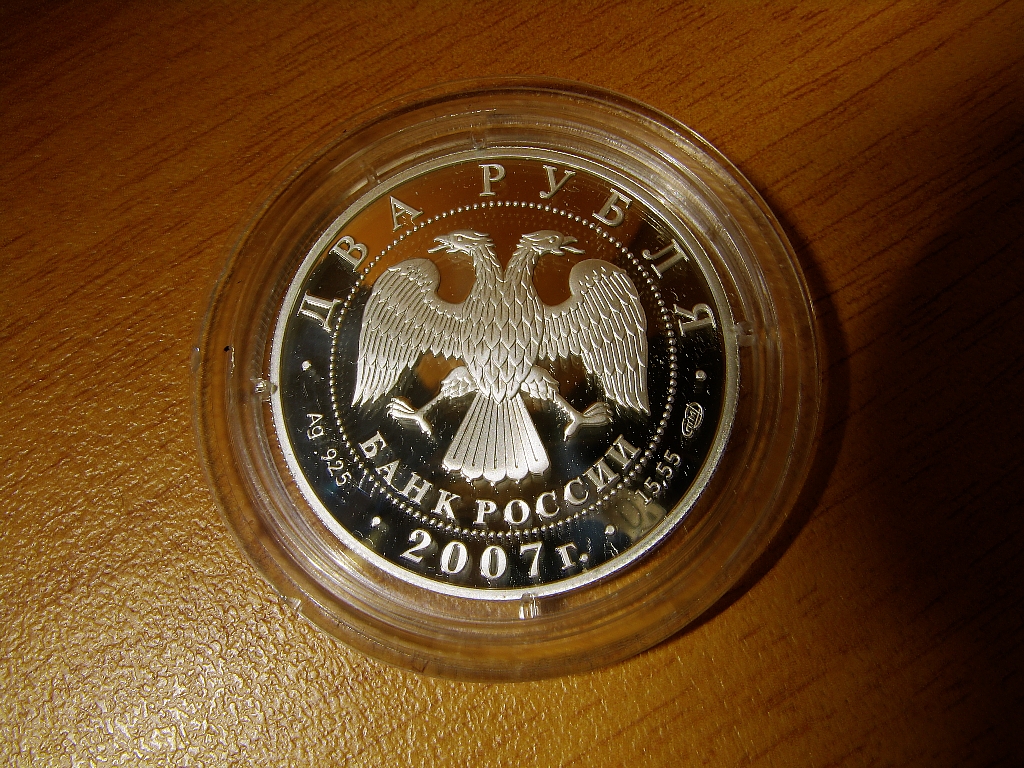 ДВА РУБЛЯ
БАНК РОССИИ
Ag 925
15,55
2007 г.